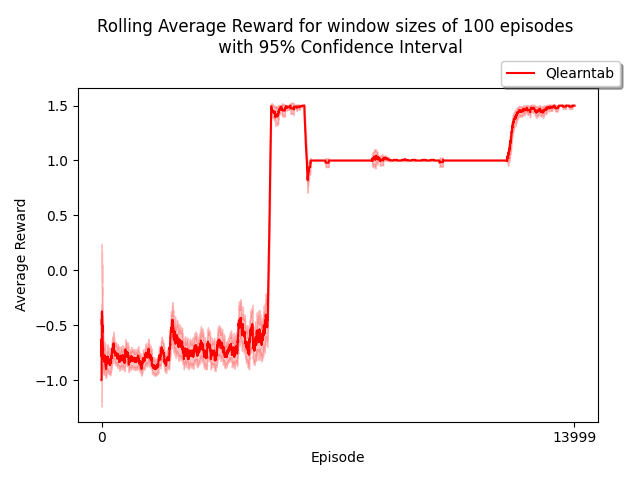 Rolling Average Reward for window sizes of 100 episodes
with 95% Confidence Interval
Qlearntab
1.5
1.0
0.5
0.0
−0.5
−1.0
Average Reward
0
13999
Episode